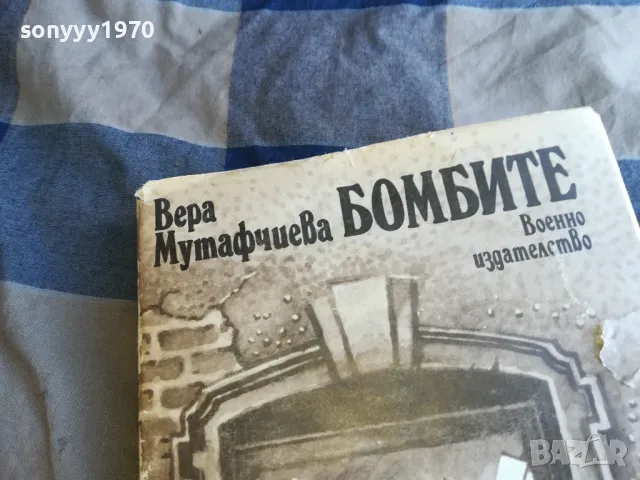 sonyyy1970
Вера
Мутафчиева
БОМБИТЕ
Военно
издателство
BAZAR